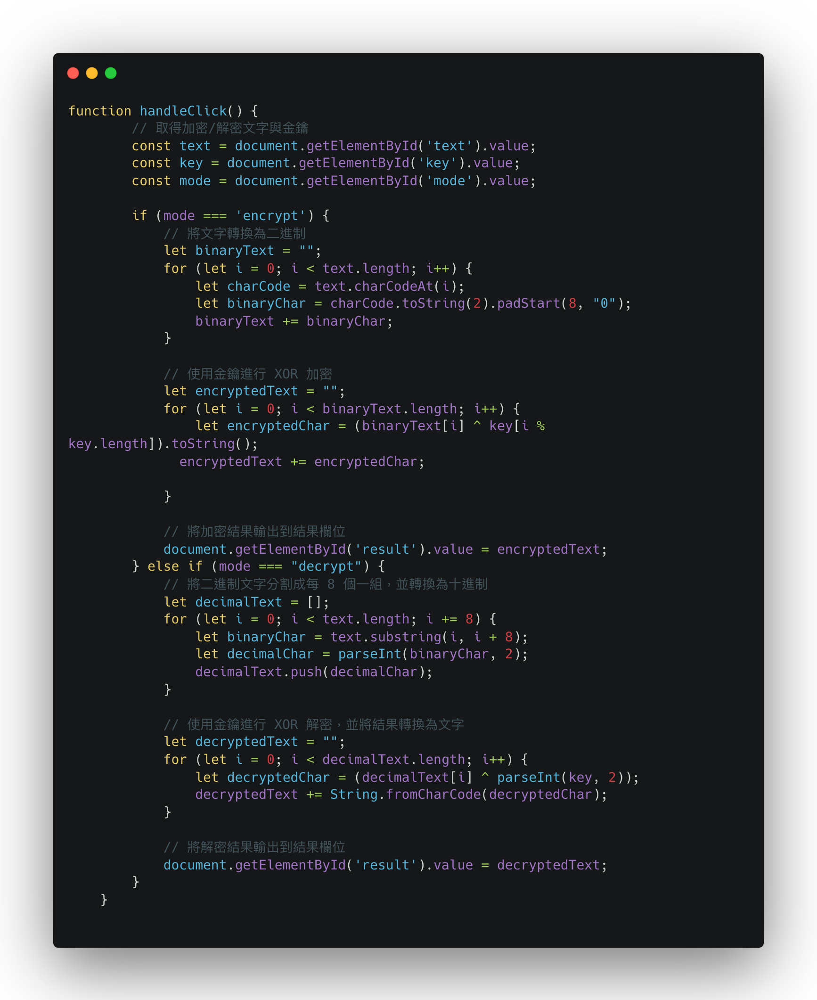 function handleClick() {
        // 取得加密/解密文字與金鑰
        const text = document.getElementById('text').value;
        const key = document.getElementById('key').value;
        const mode = document.getElementById('mode').value;

        if (mode === 'encrypt') {
            // 將文字轉換為二進制
            let binaryText = "";
            for (let i = 0; i < text.length; i++) {
                let charCode = text.charCodeAt(i);
                let binaryChar = charCode.toString(2).padStart(8, "0");
                binaryText += binaryChar;
            }

            // 使用金鑰進行 XOR 加密
            let encryptedText = "";
            for (let i = 0; i < binaryText.length; i++) {
                let encryptedChar = (binaryText[i] ^ key[i %
key.length]).toString();
              encryptedText += encryptedChar;

            }

            // 將加密結果輸出到結果欄位
            document.getElementById('result').value = encryptedText;
        } else if (mode === "decrypt") {
            // 將二進制文字分割成每 8 個一組，並轉換為十進制
            let decimalText = [];
            for (let i = 0; i < text.length; i += 8) {
                let binaryChar = text.substring(i, i + 8);
                let decimalChar = parseInt(binaryChar, 2);
                decimalText.push(decimalChar);
            }

            // 使用金鑰進行 XOR 解密，並將結果轉換為文字
            let decryptedText = "";
            for (let i = 0; i < decimalText.length; i++) {
                let decryptedChar = (decimalText[i] ^ parseInt(key, 2));
                decryptedText += String.fromCharCode(decryptedChar);
            }

            // 將解密結果輸出到結果欄位
            document.getElementById('result').value = decryptedText;
        }
    }